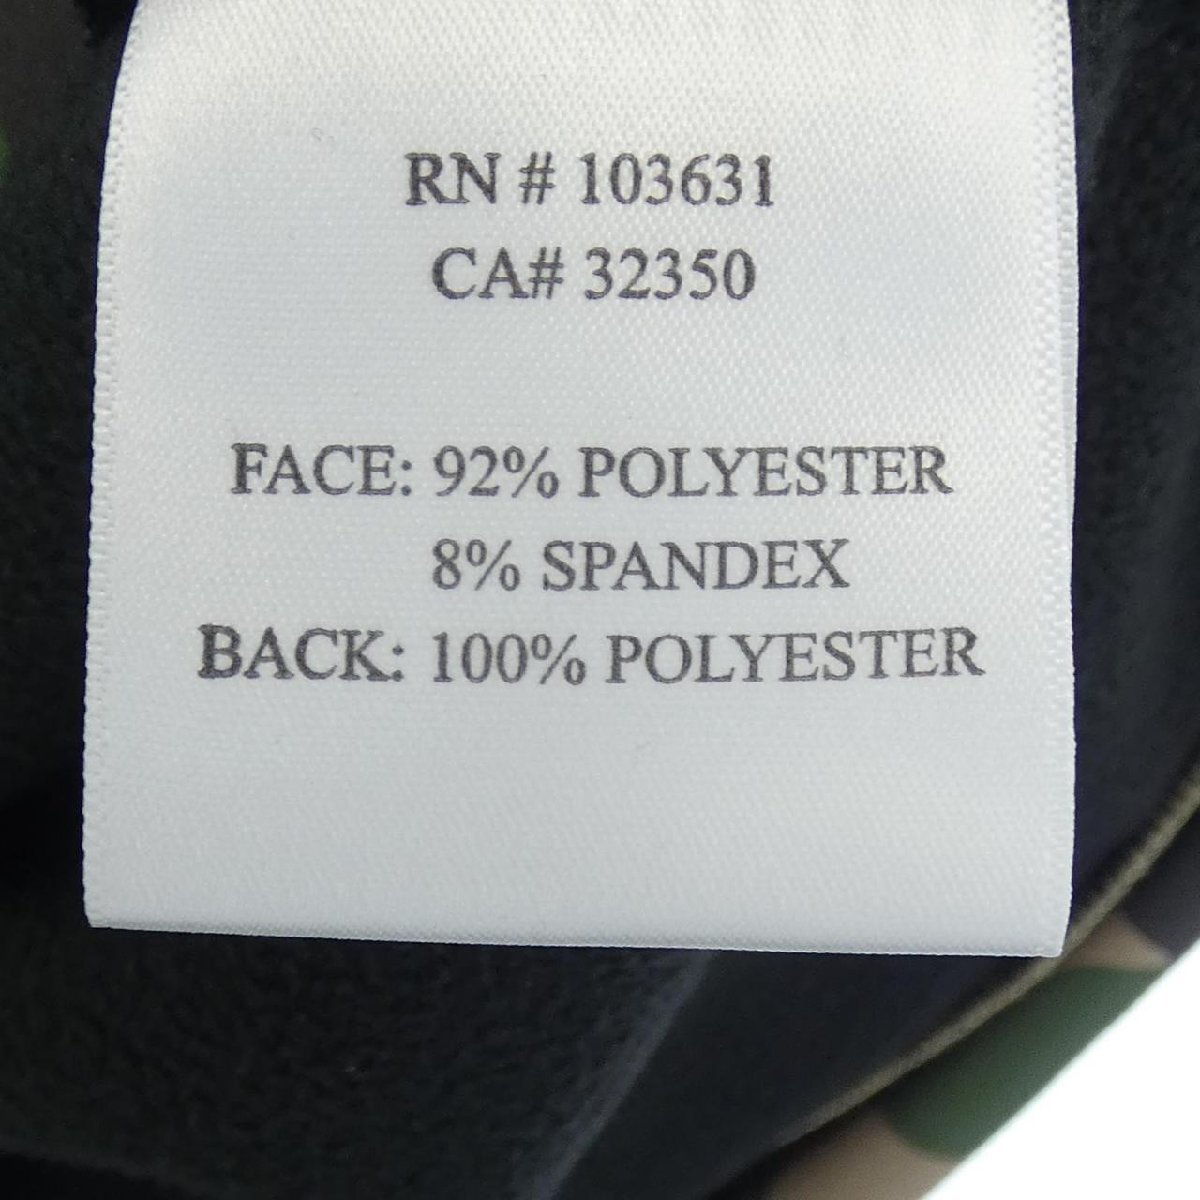 RN # 103631
CA# 32350
FACE: 92% POLYESTER
8% SPANDEX
BACK: 100% POLYESTER